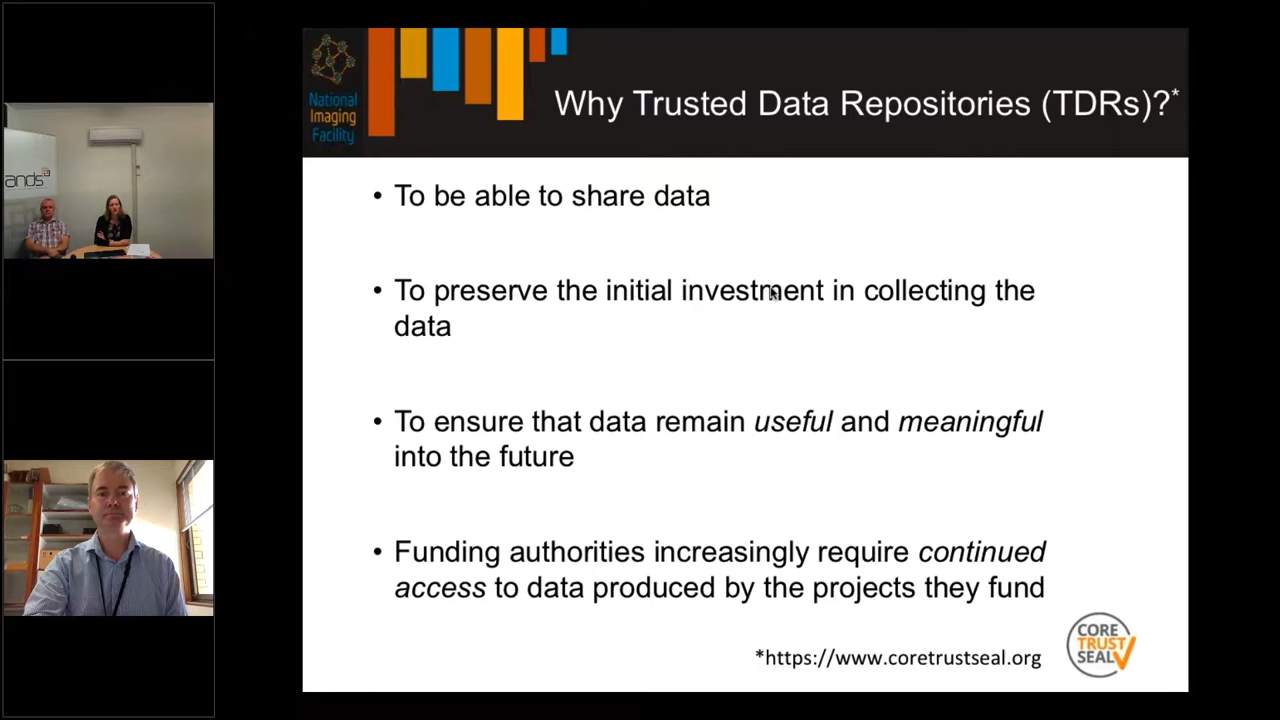 ands
National
Imaging
Facility
Why Trusted Data Repositories (TDRs)?*
• To be able to share data
• To preserve the initial investment in collecting the
data
• To ensure that data remain useful and meaningful
into the future
• Funding authorities increasingly require continued
access to data produced by the projects they fund
*https://www.coretrustseal.org
CORE
TRUST
SEAL